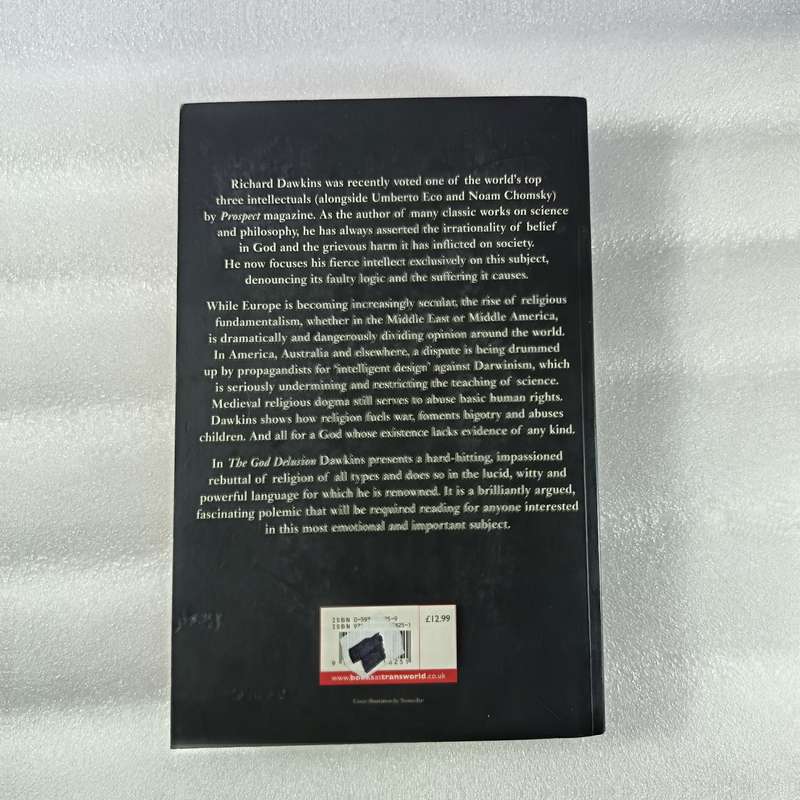 Richard Dawkins was recently voted one of the world's top
three intellectuals (alongside Umberto Eco and Noam Chomsky)
by Prospect magazine. As the author of many classic works on science
and philosophy, he has always asserted the irrationality of belief
in God and the grievous harm it has inflicted on society.
He now focuses his fierce intellect exclusively on this subject,
denouncing its faulty logic and the suffering it causes.
While Europe is becoming increasingly secular, the rise of religious
fundamentalism, whether in the Middle East or Middle America,
is dramatically and dangerously dividing opinion around the world.
In America, Australia and elsewhere, a dispute is being drummed
up by propagandists for 'intelligent design' against Darwinism, which
is seriously undermining and restricting the teaching of science.
Medieval religious dogma still serves to abuse basic human rights.
Dawkins shows how religion fuels war, foments bigotry and abuses
children. And all for a God whose existence lacks evidence of any kind.
In The God Delusion Dawkins presents a hard-hitting, impassioned
rebuttal of religion of all types and does so in the lucid, witty and
powerful language for which he is renowned. It is a brilliantly argued,
fascinating polemic that will be required reading for anyone interested
in this most emotional and important subject.
ISBN
ISBN
£12.99
www.booksattransworld.co.uk